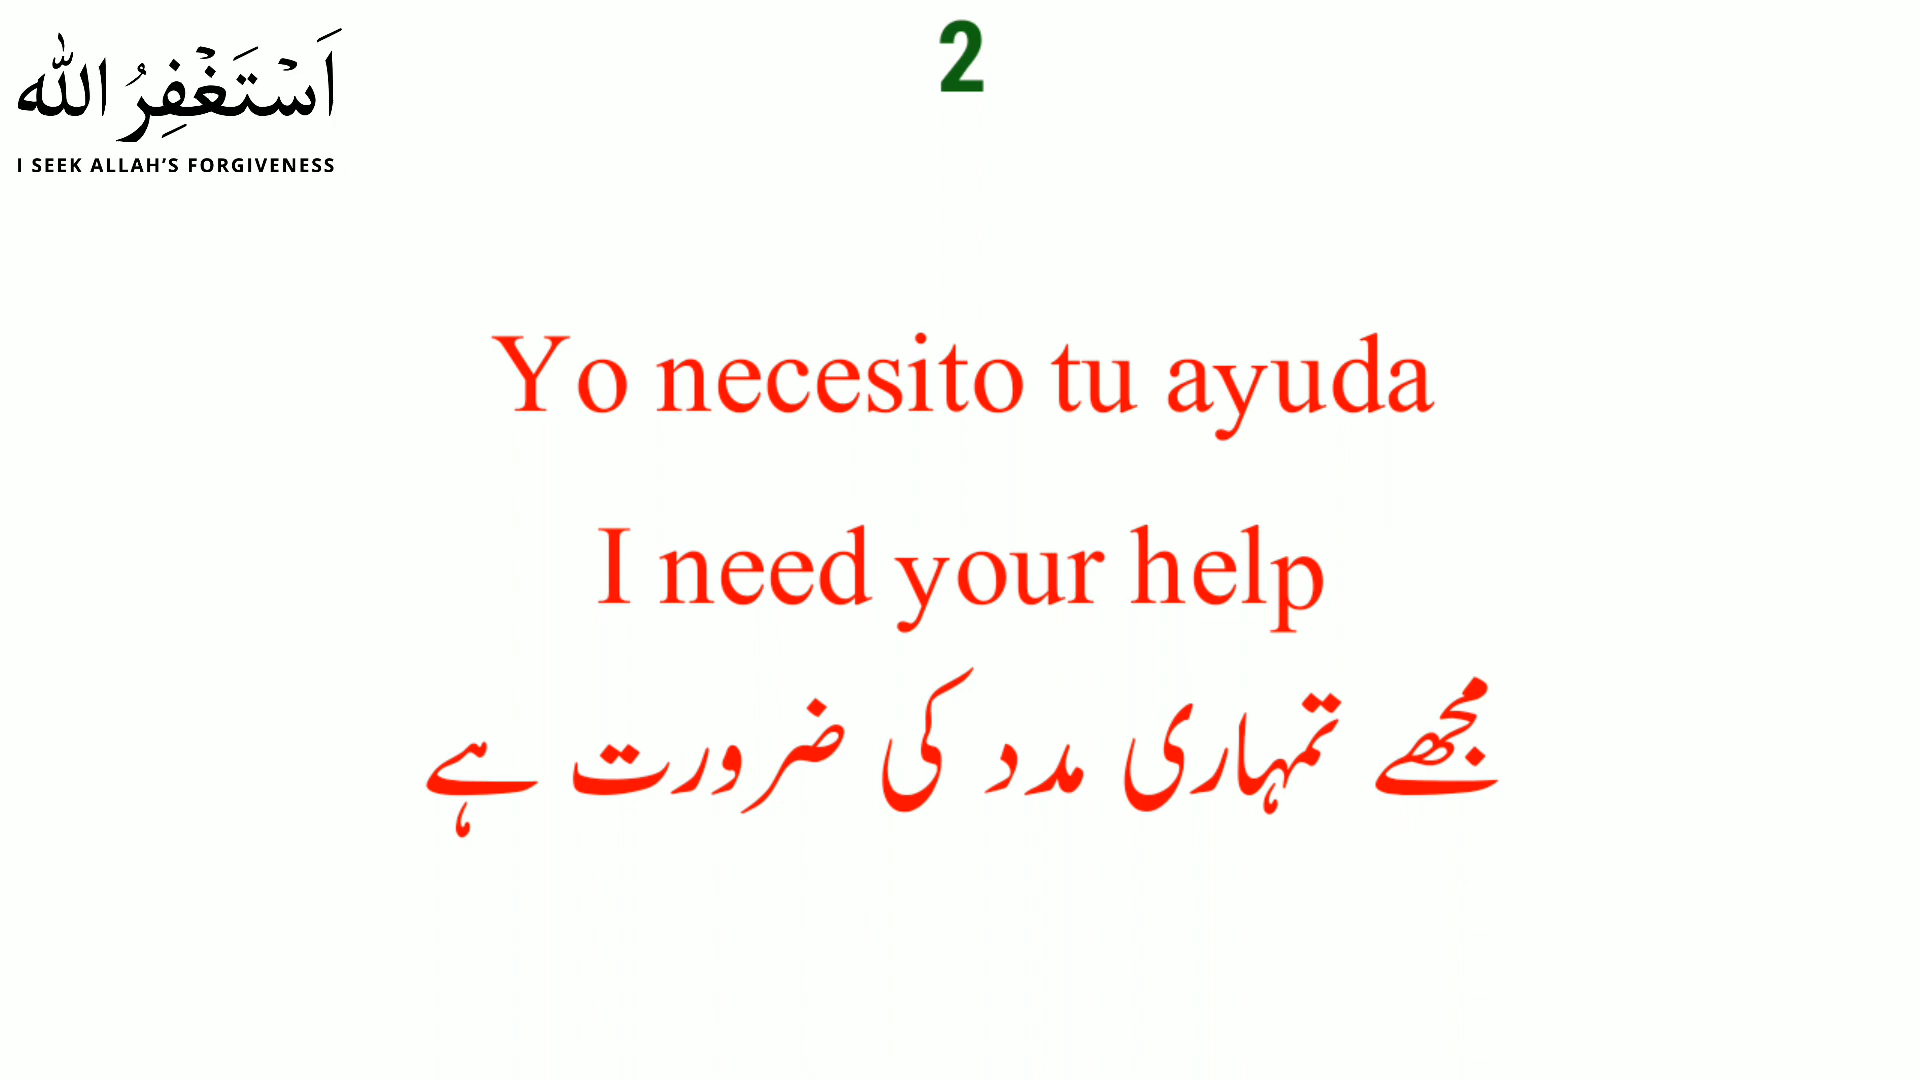 2
اَسْتَغْفِرُ اللّٰه
I SEEK ALLAH’S FORGIVENESS
Yo necesito tu ayuda
I need your help
مجھے تمہاری مدد کی ضرورت ہے